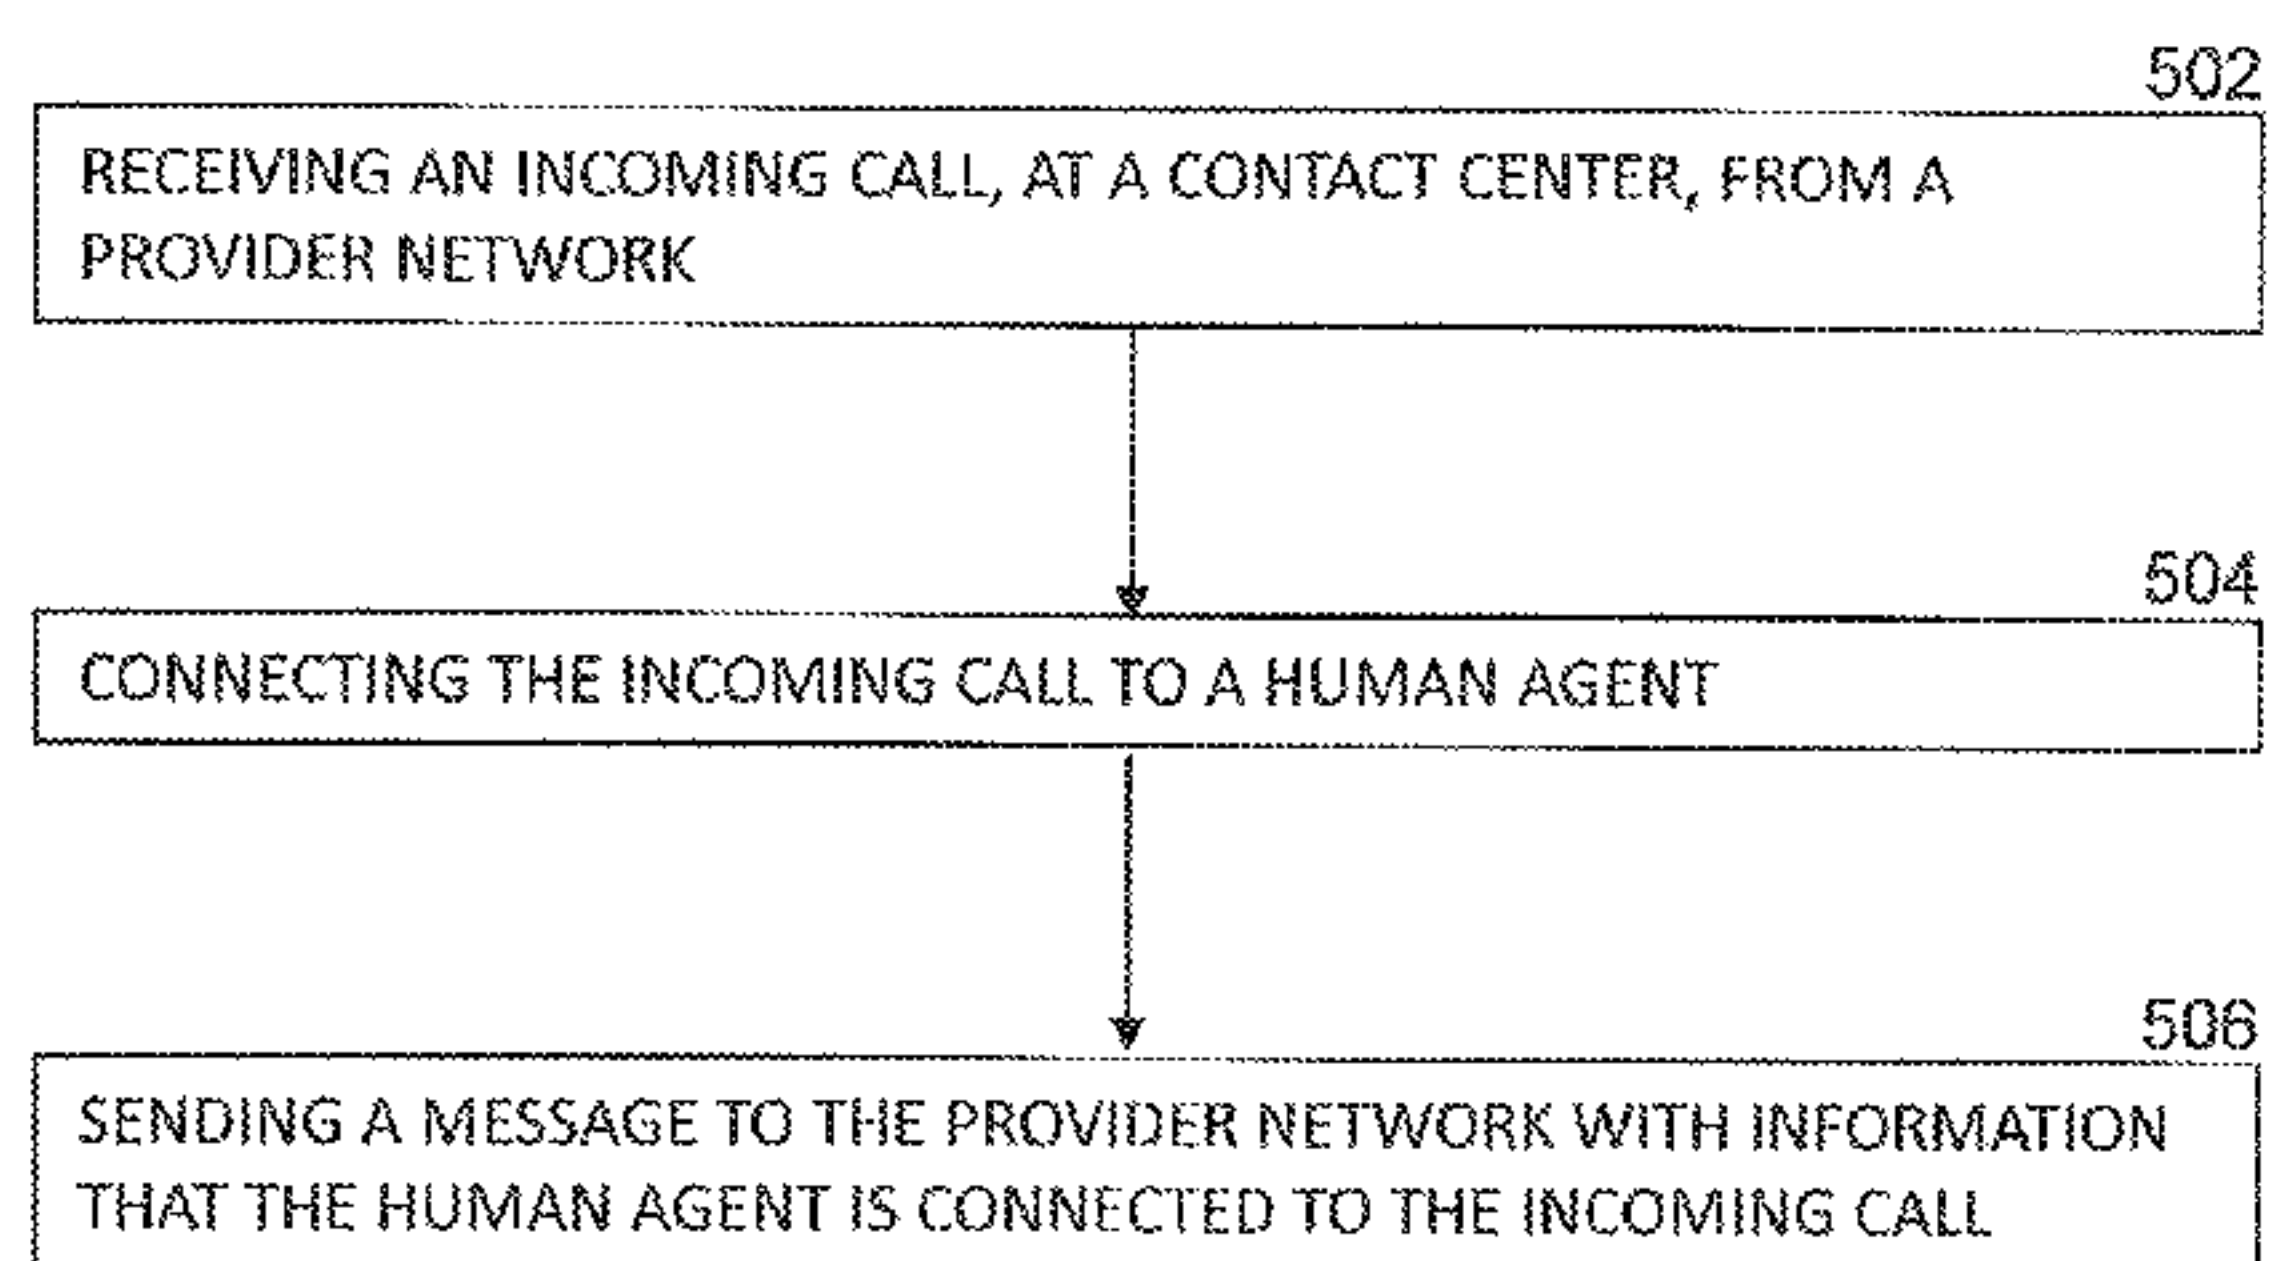 502
RECEIVING AN INCOMING CALL, AT A CONTACT CENTER, FROM A
PROVIDER NETWORK
504
CONNECTING THE INCOMING CALL TO A HUMAN AGENT
506
SENDING A MESSAGE TO THE PROVIDER NETWORK WITH INFORMATION
THAT THE HUMAN AGENT IS CONNECTED TO THE INCOMING CALL